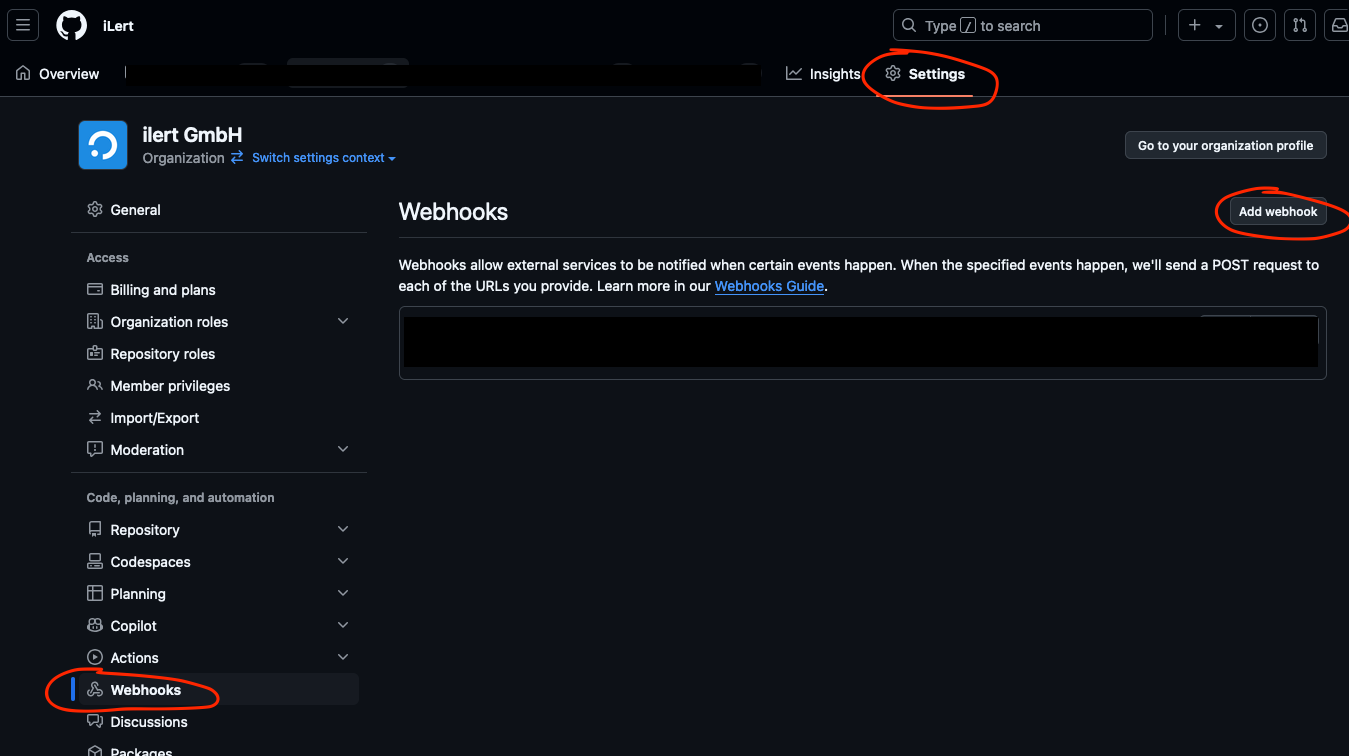 iLert
Type / to search
Overview
Insights
Settings
ilert GmbH
Organization Switch settings context
Go to your organization profile
General
Access
Billing and plans
Organization roles
Repository roles
Member privileges
Import/Export
Moderation
Code, planning, and automation
Repository
Codespaces
Planning
Copilot
Actions
Webhooks
Discussions
Packages
Webhooks
Add webhook
Webhooks allow external services to be notified when certain events happen. When the specified events happen, we'll send a POST request to
each of the URLs you provide. Learn more in our Webhooks Guide.